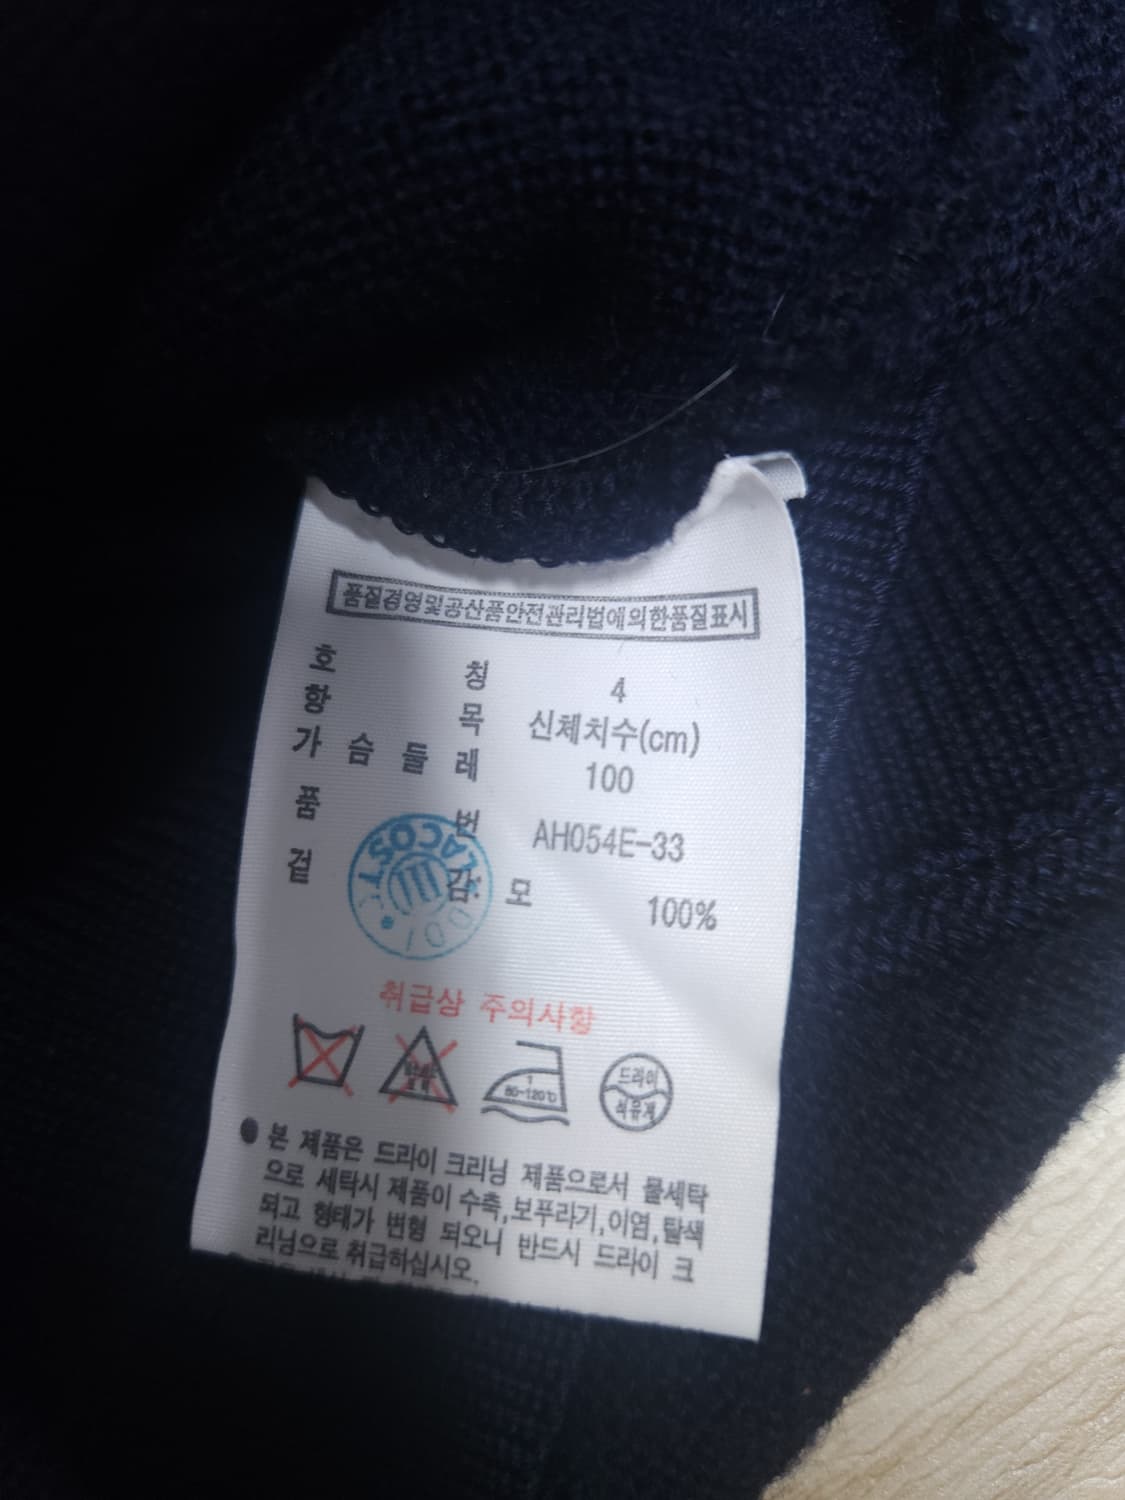 품질경영및공산품안전관리법에의한품질표시
호 칭 4
항 목 신체치수(cm)
가 슴 둘 레 100
품 번 AH054E-33
겉 감: 모 100%
LACOST
취급상 주의사항
1
80-120℃
드라이
석유계
● 본 제품은 드라이 크리닝 제품으로서 물세탁
으로 세탁시 제품이 수축,보푸라기,이염,탈색
되고 형태가 변형 되오니 반드시 드라이 크
리닝으로 취급하십시오.